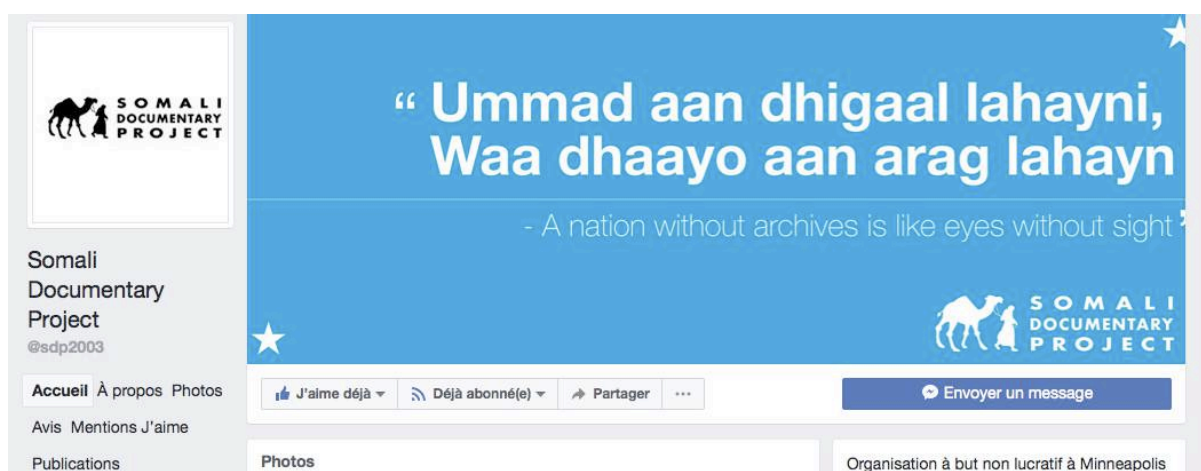 SOMALI
DOCUMENTARY
PROJECT
Somali
Documentary
Project
@sdp2003
Accueil À propos Photos
Avis Mentions J'aime
Publications
“ Ummad aan dhigaal lahayni,
Waa dhaayo aan arag lahayn
- A nation without archives is like eyes without sight ”
SOMALI
DOCUMENTARY
PROJECT
J'aime déjà
Déjà abonné(e)
Partager
...
Envoyer un message
Photos
Organisation à but non lucratif à Minneapolis